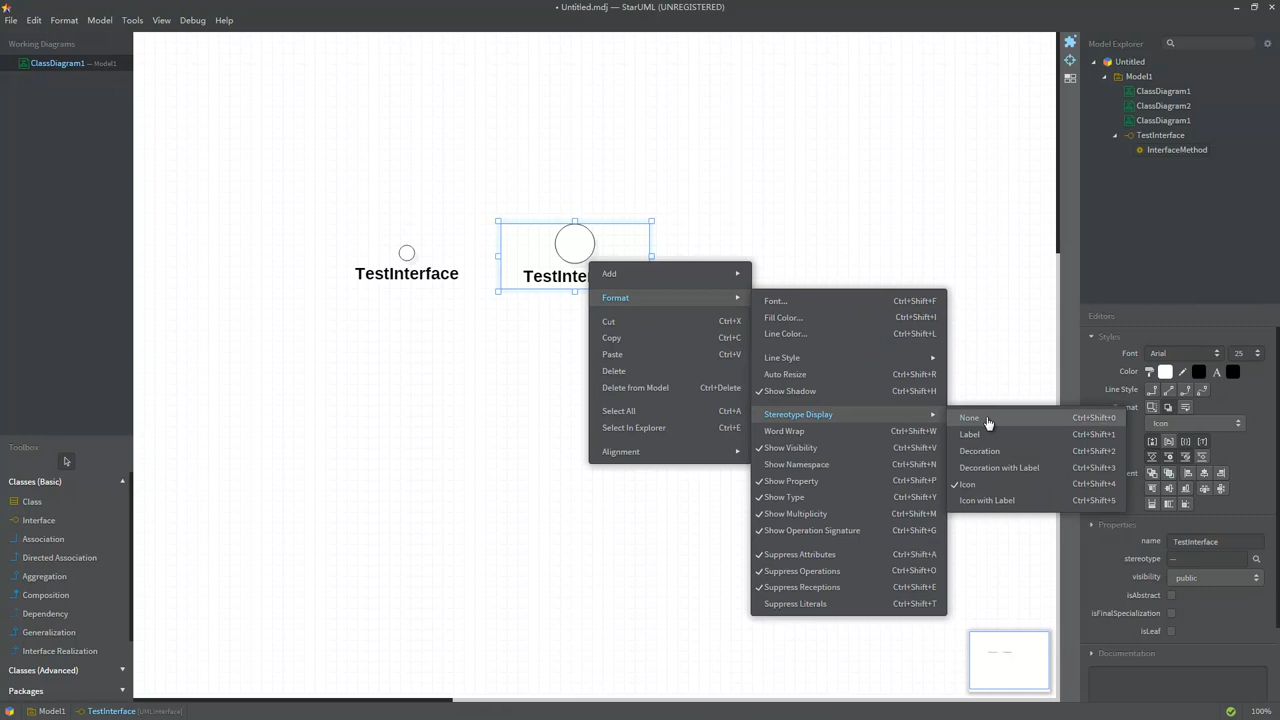 • Untitled.mdj — StarUML (UNREGISTERED)
File Edit Format Model Tools View Debug Help
Working Diagrams
ClassDiagram1 — Model1
TestInterface
TestInte
Add
Format
Cut Ctrl+X
Copy Ctrl+C
Paste Ctrl+V
Delete
Delete from Model Ctrl+Delete
Select All Ctrl+A
Select In Explorer Ctrl+E
Alignment
Font... Ctrl+Shift+F
Fill Color... Ctrl+Shift+I
Line Color... Ctrl+Shift+L
Line Style
Auto Resize Ctrl+Shift+R
Show Shadow Ctrl+Shift+H
Stereotype Display
Word Wrap Ctrl+Shift+W
Show Visibility Ctrl+Shift+V
Show Namespace Ctrl+Shift+N
Show Property Ctrl+Shift+P
Show Type Ctrl+Shift+Y
Show Multiplicity Ctrl+Shift+M
Show Operation Signature Ctrl+Shift+G
Suppress Attributes Ctrl+Shift+A
Suppress Operations Ctrl+Shift+O
Suppress Receptions Ctrl+Shift+E
Suppress Literals Ctrl+Shift+T
None Ctrl+Shift+0
Label Ctrl+Shift+1
Decoration Ctrl+Shift+2
Decoration with Label Ctrl+Shift+3
Icon Ctrl+Shift+4
Icon with Label Ctrl+Shift+5
Toolbox
Classes (Basic)
Class
Interface
Association
Directed Association
Aggregation
Composition
Dependency
Generalization
Interface Realization
Classes (Advanced)
Packages
Model Explorer
Untitled
Model1
ClassDiagram1
ClassDiagram2
ClassDiagram1
TestInterface
InterfaceMethod
Editors
Styles
Font Arial 25
Color A
Line Style
rmat
Icon
Properties
name TestInterface
stereotype —
visibility public
isAbstract
isFinalSpecialization
isLeaf
Documentation
Model1 TestInterface [UMLInterface]
100%